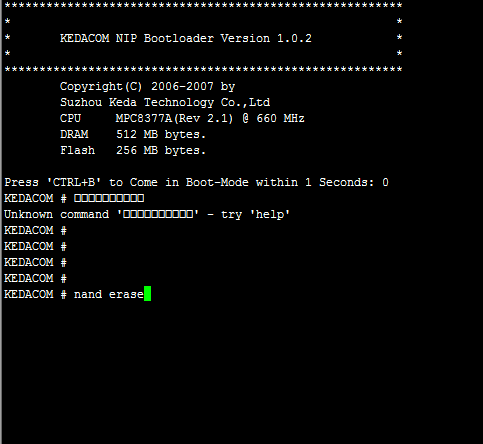 *********************************************************
*                                                       *
*       KEDACOM NIP Bootloader Version 1.0.2            *
*                                                       *
*********************************************************
        Copyright(C) 2006-2007 by
        Suzhou Keda Technology Co.,Ltd
        CPU     MPC8377A(Rev 2.1) @ 660 MHz
        DRAM    512 MB bytes.
        Flash   256 MB bytes.

Press 'CTRL+B' to Come in Boot-Mode within 1 Seconds: 0
KEDACOM # □□□□□□□□□□
Unknown command '□□□□□□□□□□' - try 'help'
KEDACOM #
KEDACOM #
KEDACOM #
KEDACOM #
KEDACOM # nand erase